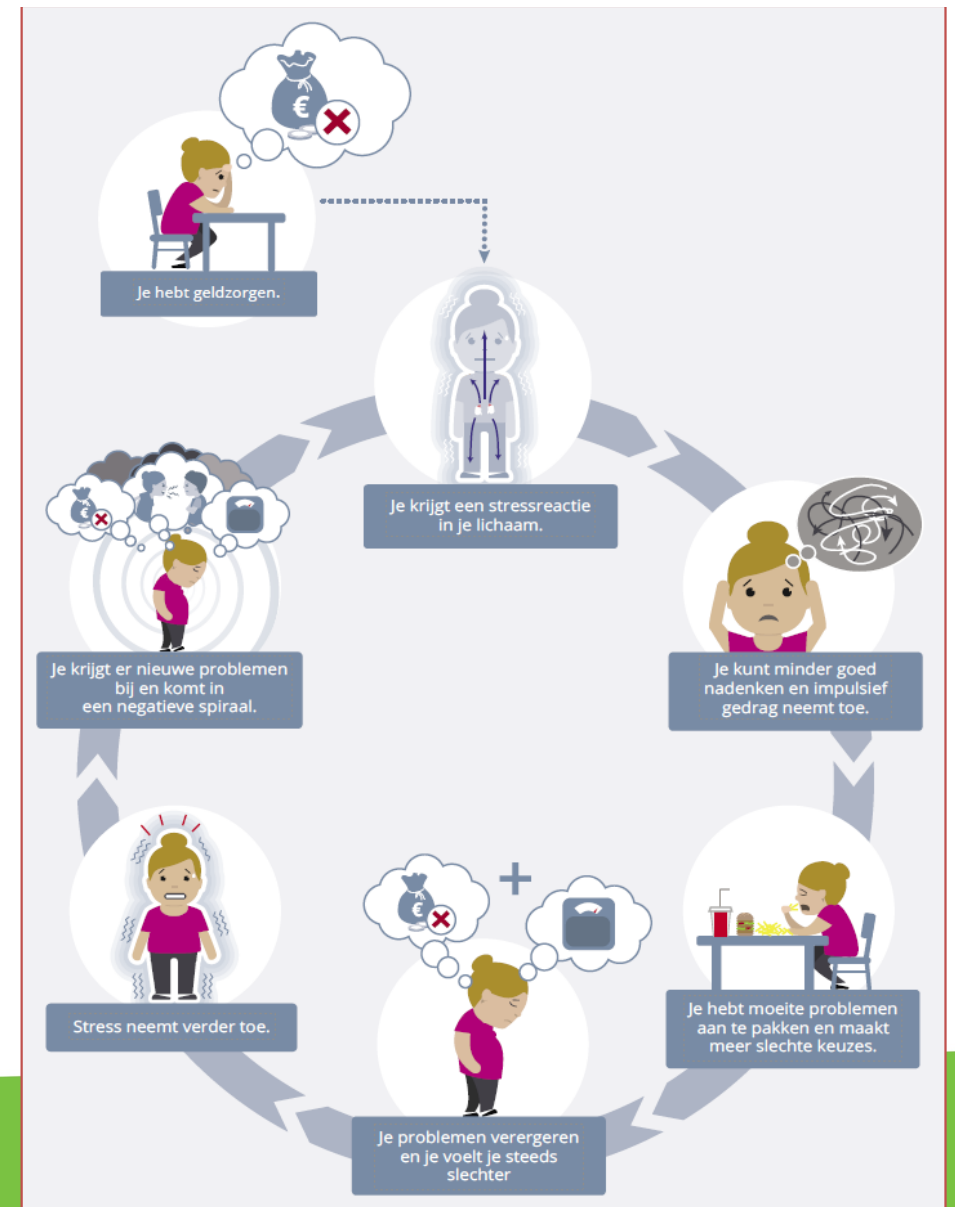 Je hebt geldzorgen.
Je krijgt een stressreactie
in je lichaam.
Je kunt minder goed
nadenken en impulsief
gedrag neemt toe.
Je hebt moeite problemen
aan te pakken en maakt
meer slechte keuzes.
Je problemen verergeren
en je voelt je steeds
slechter
Stress neemt verder toe.
Je krijgt er nieuwe problemen
bij en komt in
een negatieve spiraal.
€
€
€
+